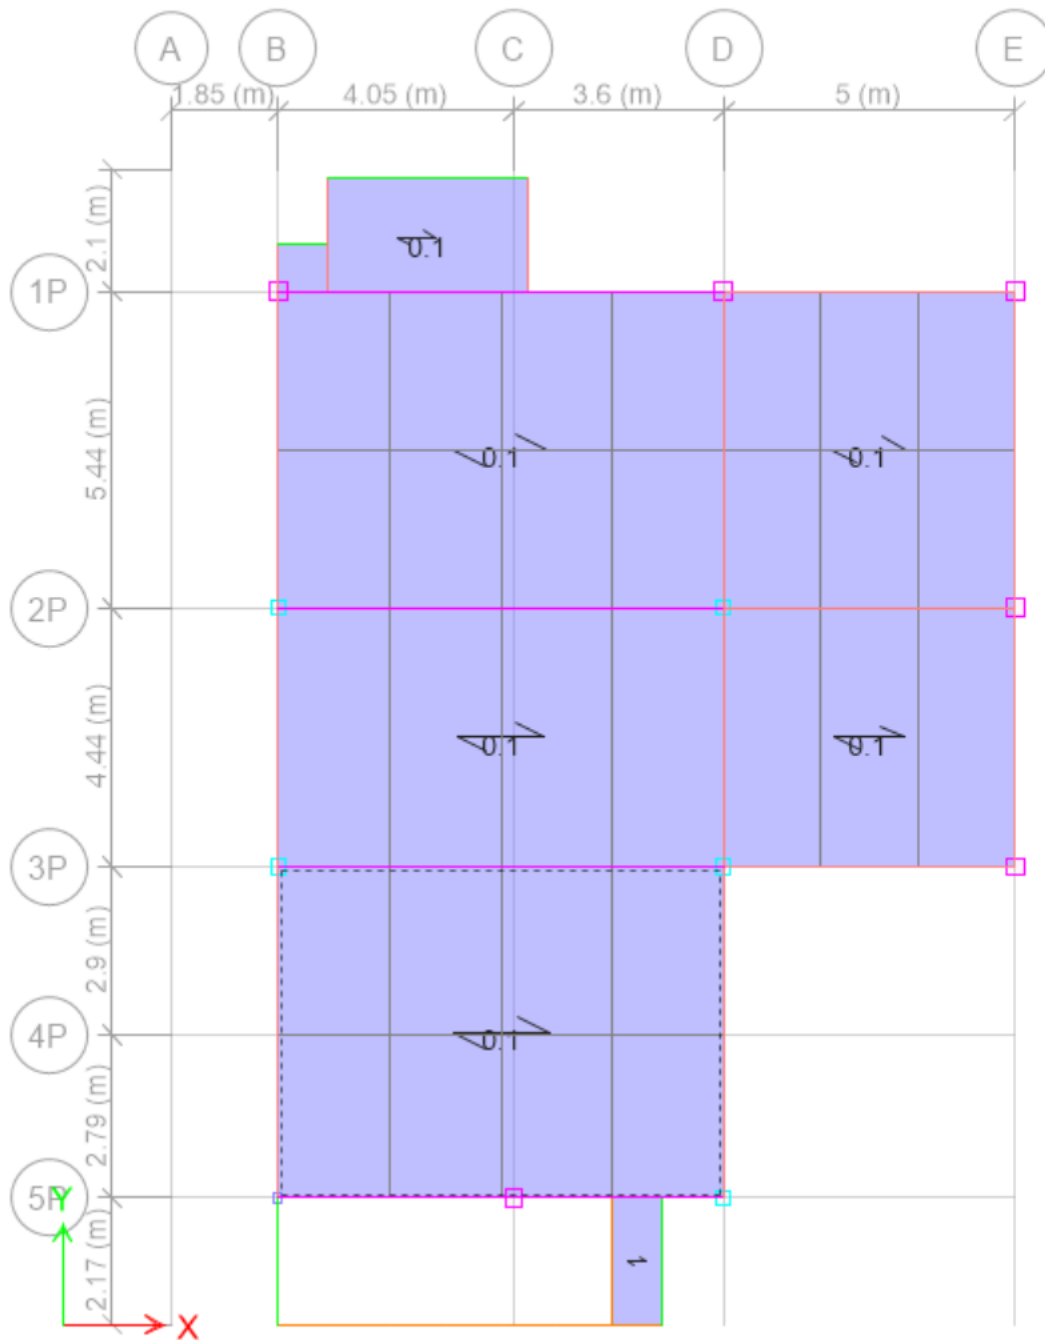 A B C D E
1.85 (m) 4.05 (m) 3.6 (m) 5 (m)
2.1 (m)
0.1
1P
5.44 (m)
0.1 0.1
2P
4.44 (m)
0.1 0.1
3P
2.9 (m)
4P
0.1
2.79 (m)
5P
Y
2.17 (m)
1
X